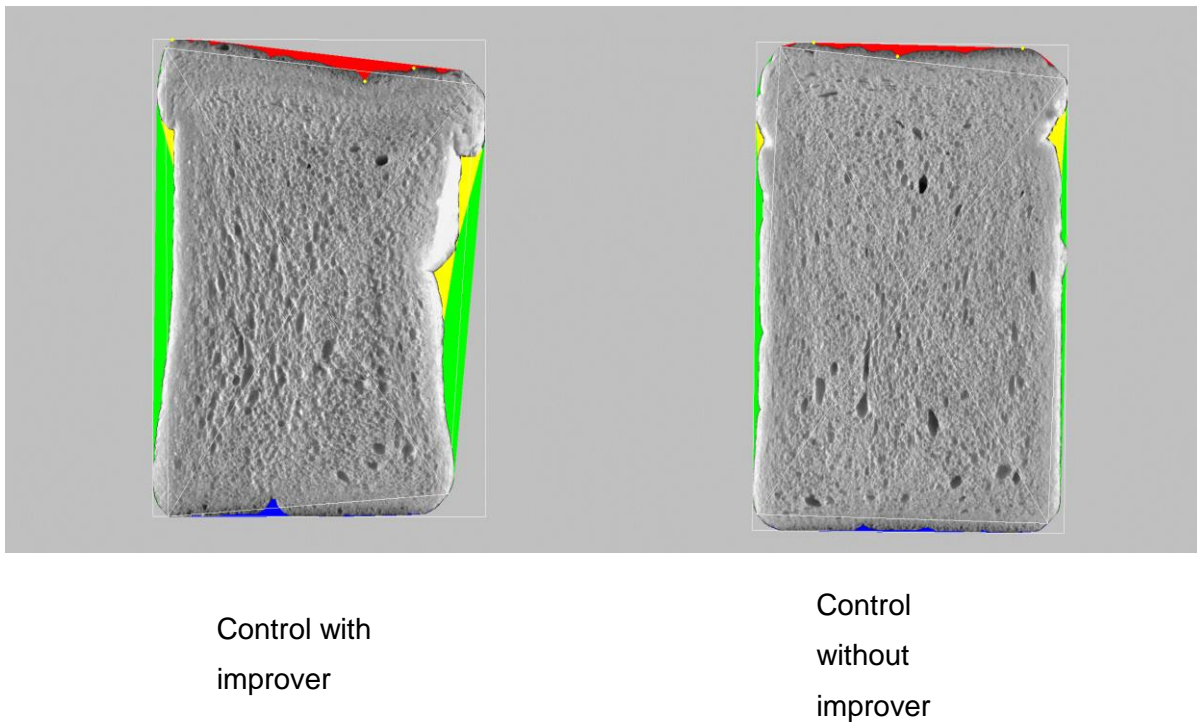 Control with
improver
Control
without
improver